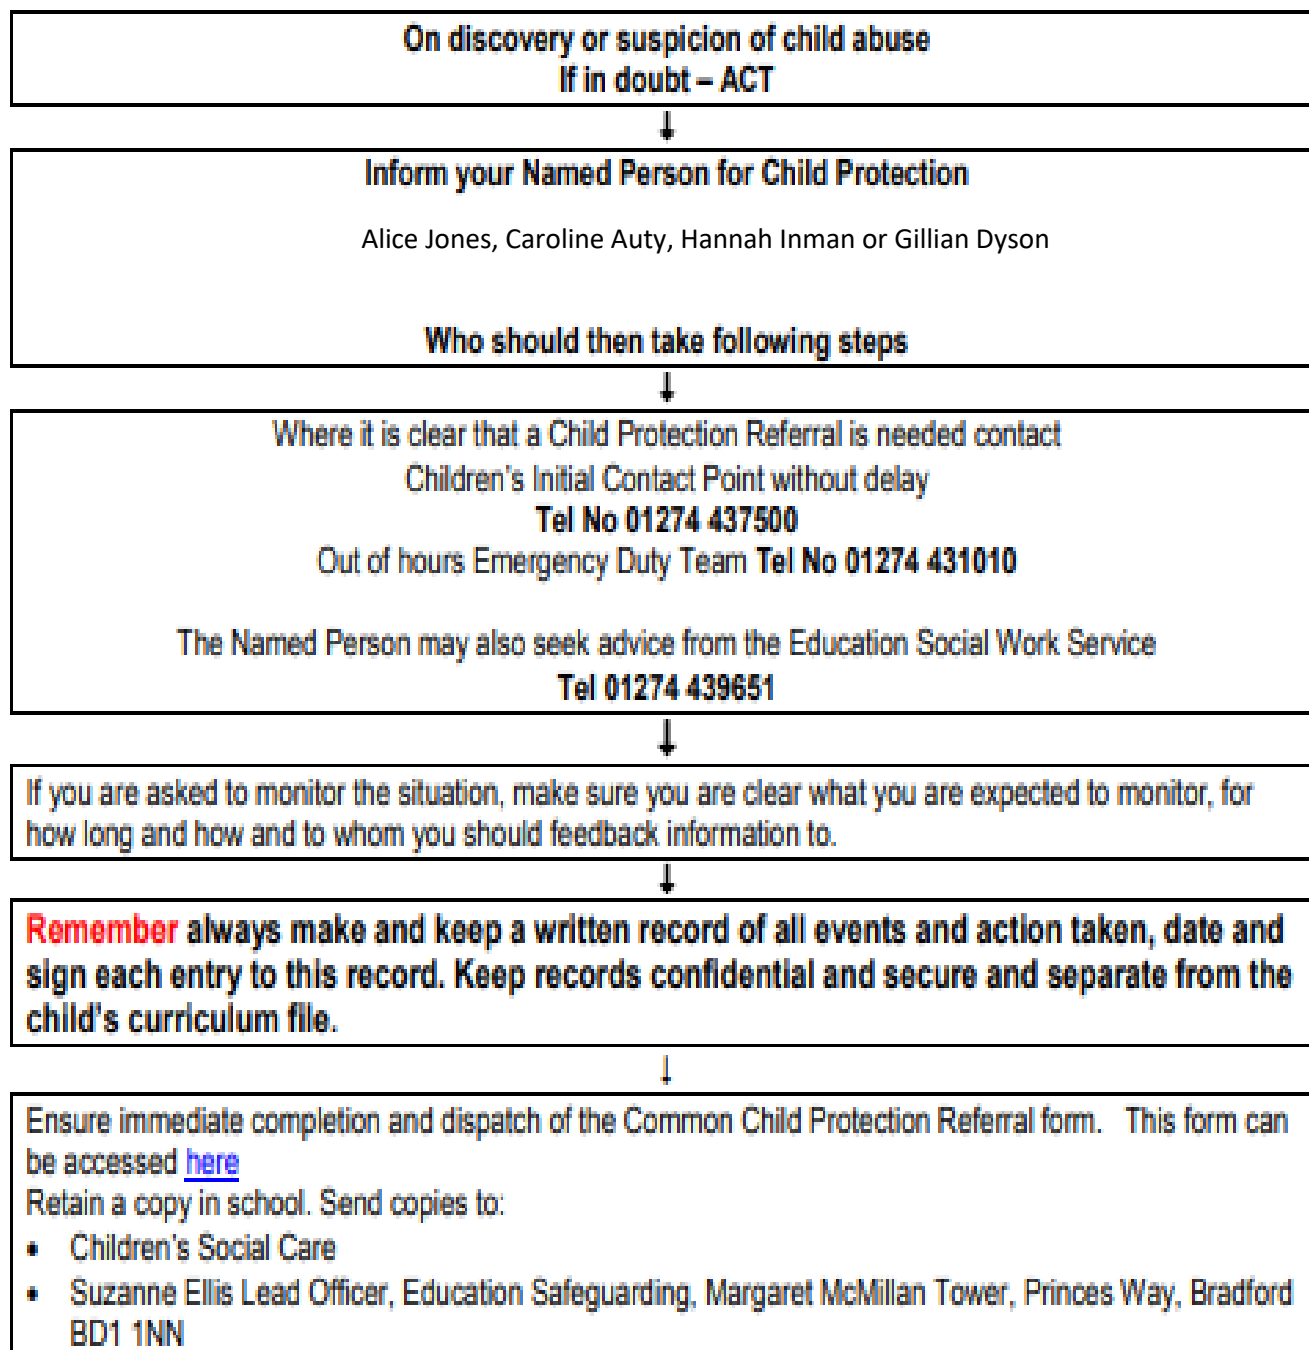 On discovery or suspicion of child abuse
If in doubt – ACT
Inform your Named Person for Child Protection
Alice Jones, Caroline Auty, Hannah Inman or Gillian Dyson
Who should then take following steps
Where it is clear that a Child Protection Referral is needed contact
Children's Initial Contact Point without delay
Tel No 01274 437500
Out of hours Emergency Duty Team Tel No 01274 431010
The Named Person may also seek advice from the Education Social Work Service
Tel 01274 439651
If you are asked to monitor the situation, make sure you are clear what you are expected to monitor, for
how long and how and to whom you should feedback information to.
Remember always make and keep a written record of all events and action taken, date and
sign each entry to this record. Keep records confidential and secure and separate from the
child's curriculum file.
Ensure immediate completion and dispatch of the Common Child Protection Referral form. This form can
be accessed here
Retain a copy in school. Send copies to:
• Children's Social Care
• Suzanne Ellis Lead Officer, Education Safeguarding, Margaret McMillan Tower, Princes Way, Bradford
BD1 1NN